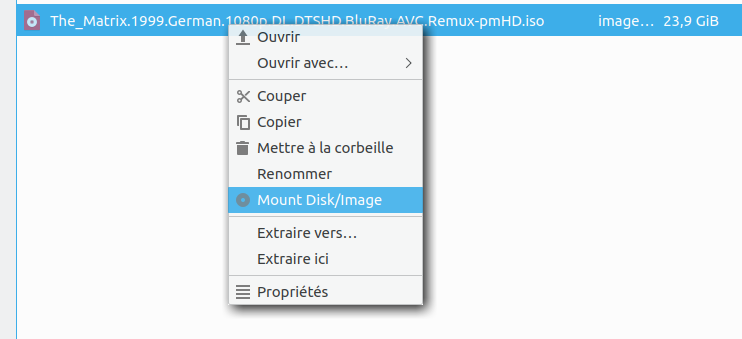 The_Matrix.1999.German.1080p.DL.DTSHD.BluRay.AVC.Remux-pmHD.iso image… 23,9 GiB
Ouvrir
Ouvrir avec…
Couper
Copier
Mettre à la corbeille
Renommer
Mount Disk/Image
Extraire vers…
Extraire ici
Propriétés